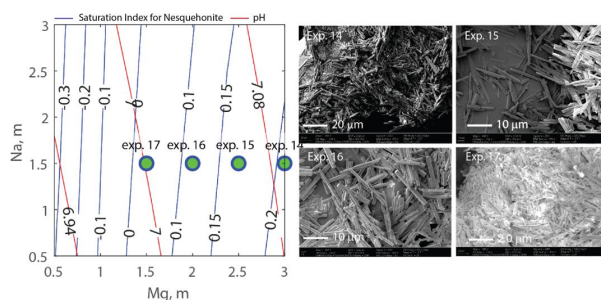 Saturation Index for Nesquehonite pH
3
2.5
2
1.5
1
0.5
Na, m
0.5 1 1.5 2 2.5 3
Mg, m
-0.3 -0.2 -0.1 7 0 0.1 0.15 7.08
exp. 17 exp. 16 exp. 15 exp. 14
6.94 -0.1 0 7 0.1 0.15 0.2
Exp. 14
20 μm
Exp. 15
10 μm
Exp. 16
10 μm
Exp. 17
2.0 μm